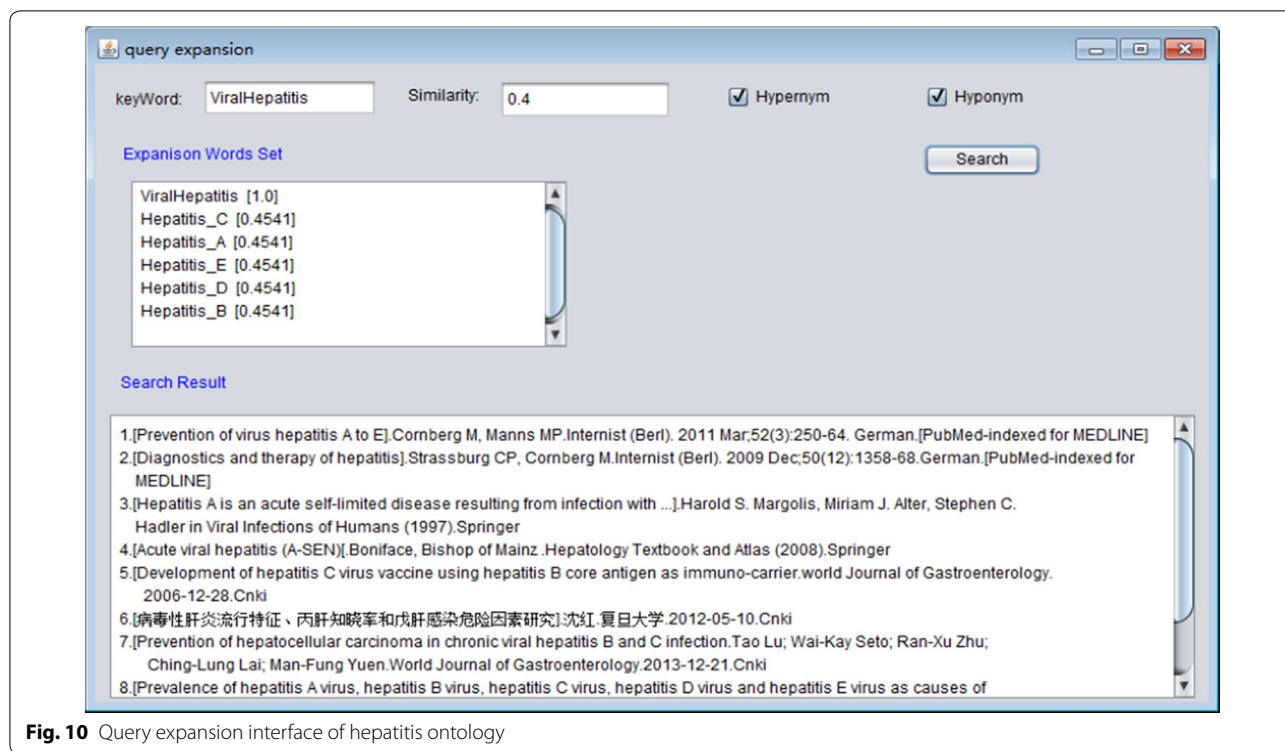 query expansion
keyWord: ViralHepatitis Similarity: 0.4 Hypernym Hyponym
Expanison Words Set
Search
ViralHepatitis [1.0]
Hepatitis_C [0.4541]
Hepatitis_A [0.4541]
Hepatitis_E [0.4541]
Hepatitis_D [0.4541]
Hepatitis_B [0.4541]
Search Result
1.[Prevention of virus hepatitis A to E].Cornberg M, Manns MP.Internist (Berl). 2011 Mar;52(3):250-64. German.[PubMed-indexed for MEDLINE]
2.[Diagnostics and therapy of hepatitis].Strassburg CP, Cornberg M.Internist (Berl). 2009 Dec;50(12):1358-68.German.[PubMed-indexed for
MEDLINE]
3.[Hepatitis A is an acute self-limited disease resulting from infection with ...].Harold S. Margolis, Miriam J. Alter, Stephen C.
Hadler in Viral Infections of Humans (1997).Springer
4.[Acute viral hepatitis (A-SEN)[.Boniface, Bishop of Mainz .Hepatology Textbook and Atlas (2008).Springer
5.[Development of hepatitis C virus vaccine using hepatitis B core antigen as immuno-carrier.world Journal of Gastroenterology.
2006-12-28.Cnki
6.[病毒性肝炎流行特征、丙肝知晓率和戊肝感染危险因素研究].沈红.复旦大学.2012-05-10.Cnki
7.[Prevention of hepatocellular carcinoma in chronic viral hepatitis B and C infection.Tao Lu; Wai-Kay Seto; Ran-Xu Zhu;
Ching-Lung Lai; Man-Fung Yuen.World Journal of Gastroenterology.2013-12-21.Cnki
8.[Prevalence of hepatitis A virus, hepatitis B virus, hepatitis C virus, hepatitis D virus and hepatitis E virus as causes of
Fig. 10 Query expansion interface of hepatitis ontology